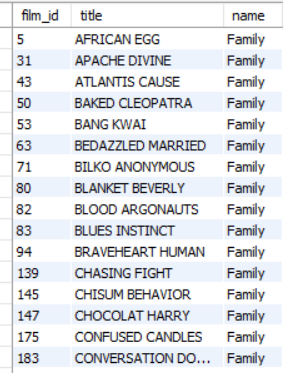 film_id title name
5 AFRICAN EGG Family
31 APACHE DIVINE Family
43 ATLANTIS CAUSE Family
50 BAKED CLEOPATRA Family
53 BANG KWAI Family
63 BEDAZZLED MARRIED Family
71 BILKO ANONYMOUS Family
80 BLANKET BEVERLY Family
82 BLOOD ARGONAUTS Family
83 BLUES INSTINCT Family
94 BRAVEHEART HUMAN Family
139 CHASING FIGHT Family
145 CHISUM BEHAVIOR Family
147 CHOCOLAT HARRY Family
175 CONFUSED CANDLES Family
183 CONVERSATION DO... Family